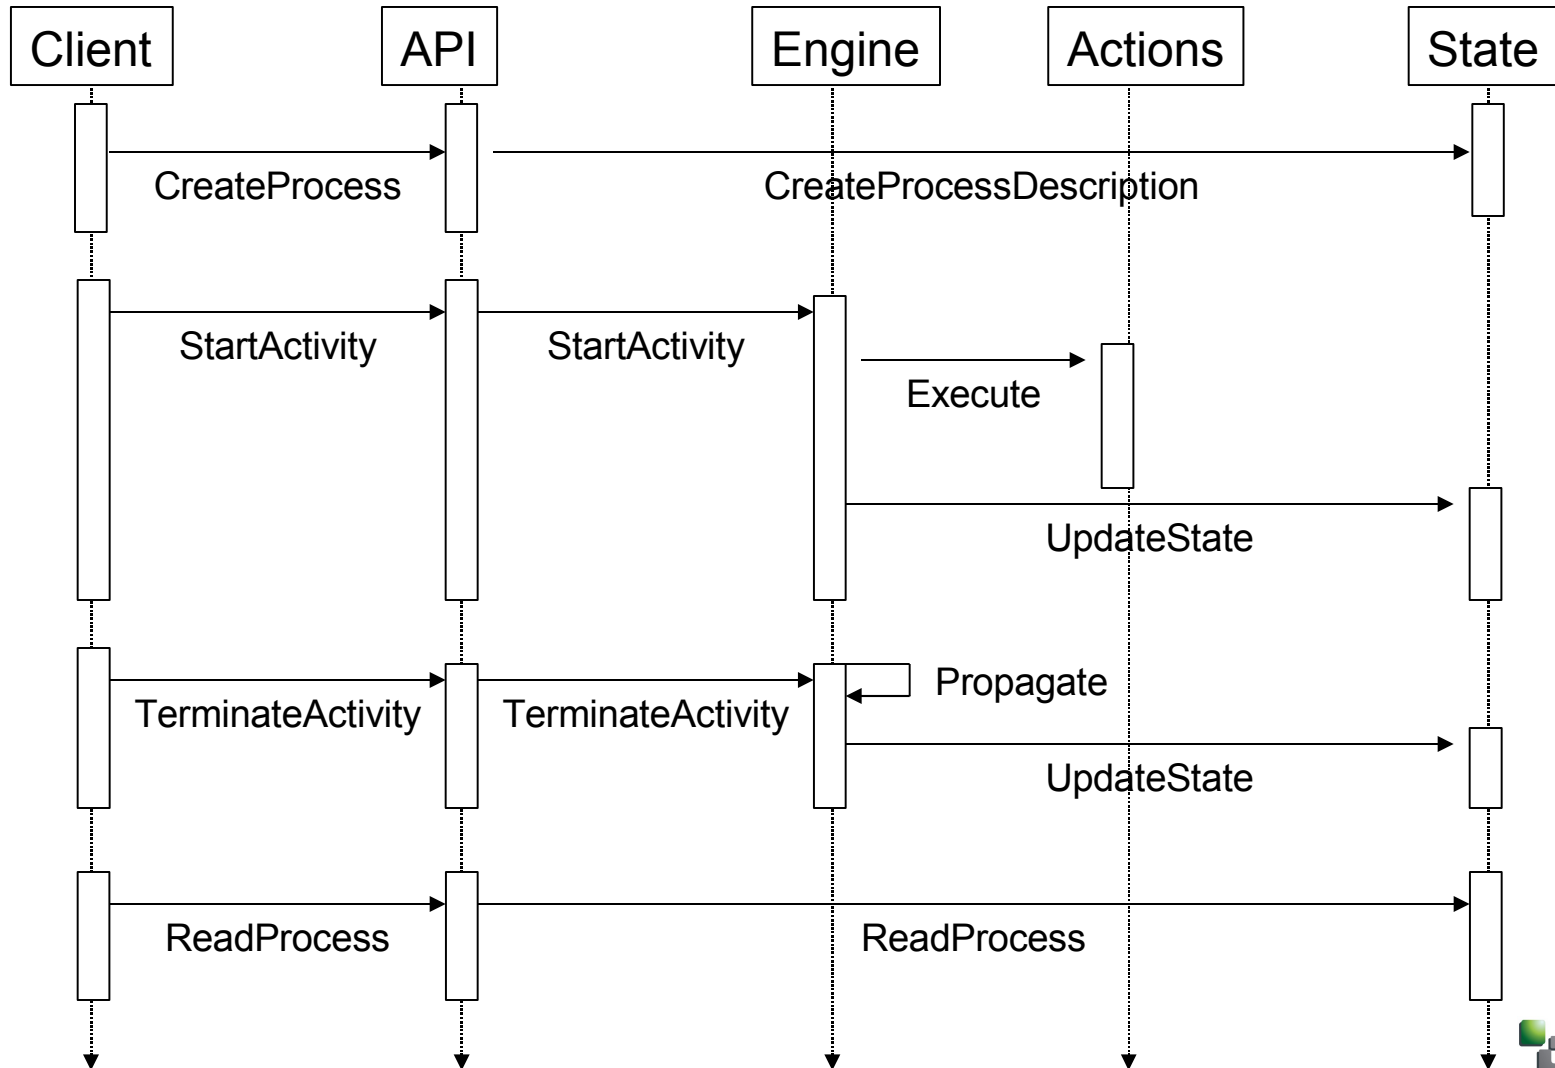 Client
API
Engine
Actions
State
CreateProcess
CreateProcessDescription
StartActivity
StartActivity
Execute
UpdateState
Propagate
TerminateActivity
TerminateActivity
UpdateState
ReadProcess
ReadProcess